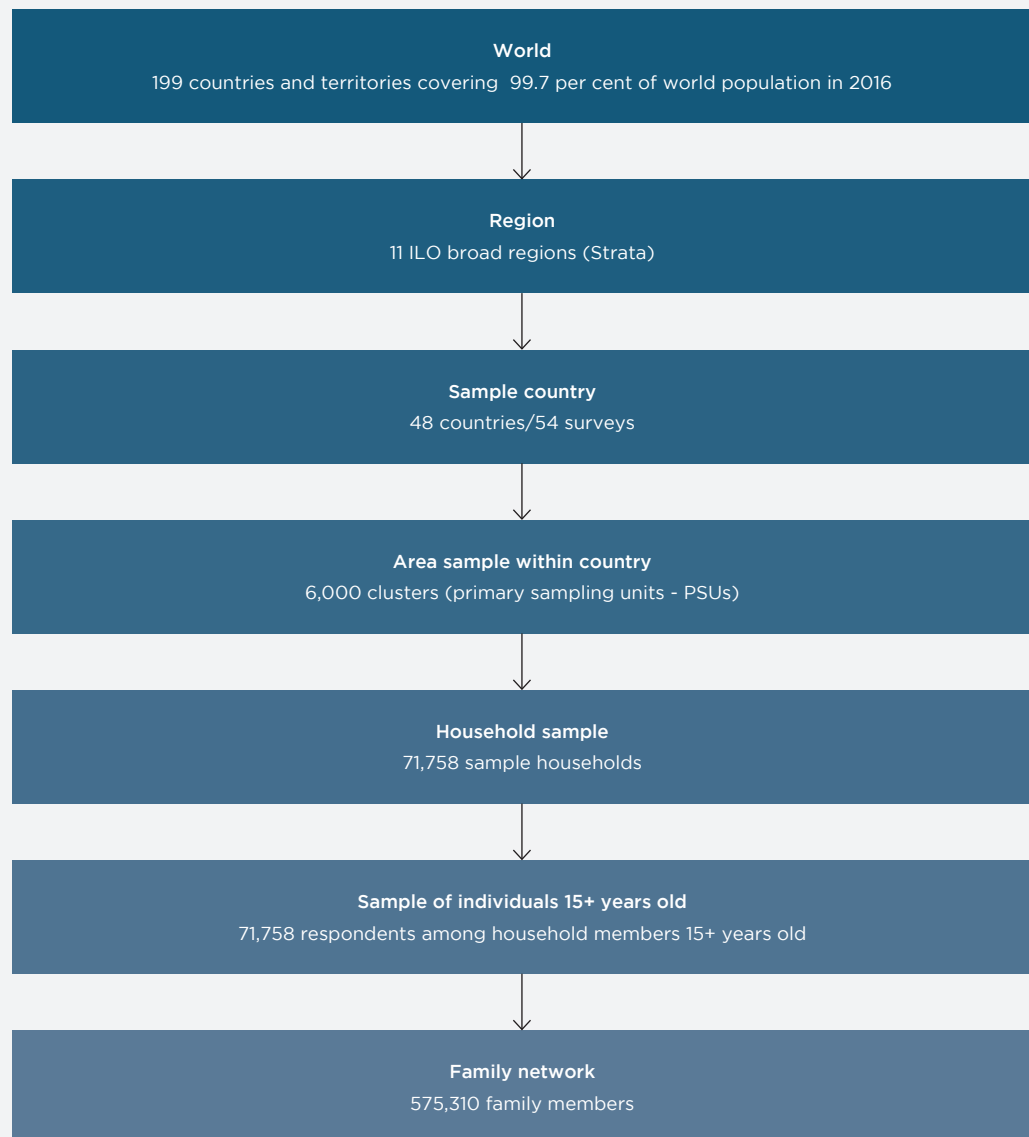 World
199 countries and territories covering  99.7 per cent of world population in 2016
Region
11 ILO broad regions (Strata)
Sample country
48 countries/54 surveys
Area sample within country
6,000 clusters (primary sampling units - PSUs)
Household sample
71,758 sample households
Sample of individuals 15+ years old
71,758 respondents among household members 15+ years old
Family network
575,310 family members